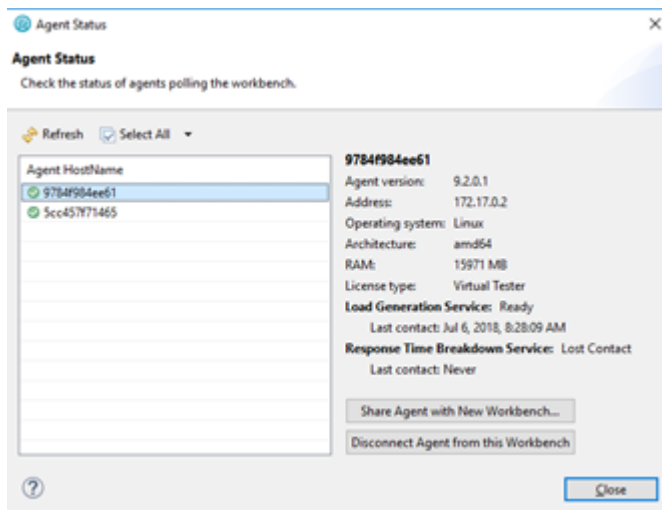 Agent Status
Agent Status
Check the status of agents polling the workbench.
Refresh Select All
Agent HostName
9784f984ee61
5cc457f71465
9784f984ee61
Agent version: 9.2.0.1
Address: 172.17.0.2
Operating system: Linux
Architecture: amd64
RAM: 15971 MB
License type: Virtual Tester
Load Generation Service: Ready
Last contact: Jul 6, 2018, 8:28:09 AM
Response Time Breakdown Service: Lost Contact
Last contact: Never
Share Agent with New Workbench...
Disconnect Agent from this Workbench
Close